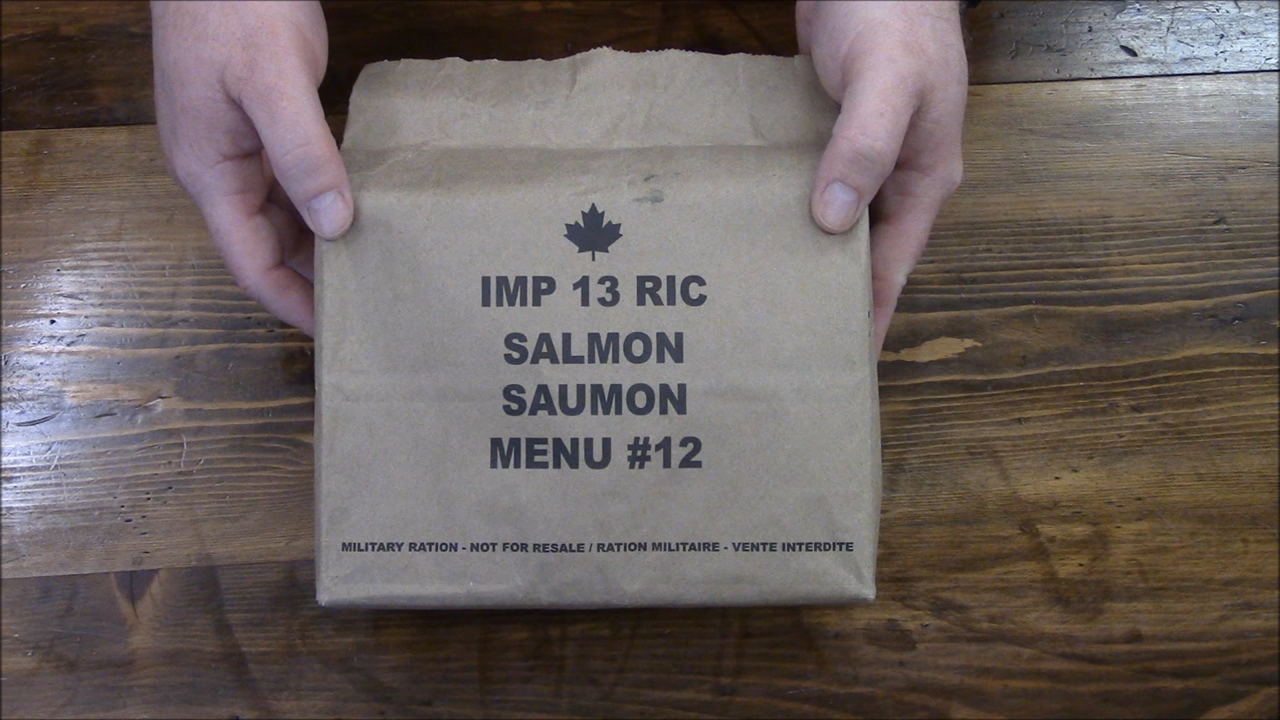 IMP 13 RIC
SALMON
SAUMON
MENU #12
MILITARY RATION - NOT FOR RESALE / RATION MILITAIRE - VENTE INTERDITE